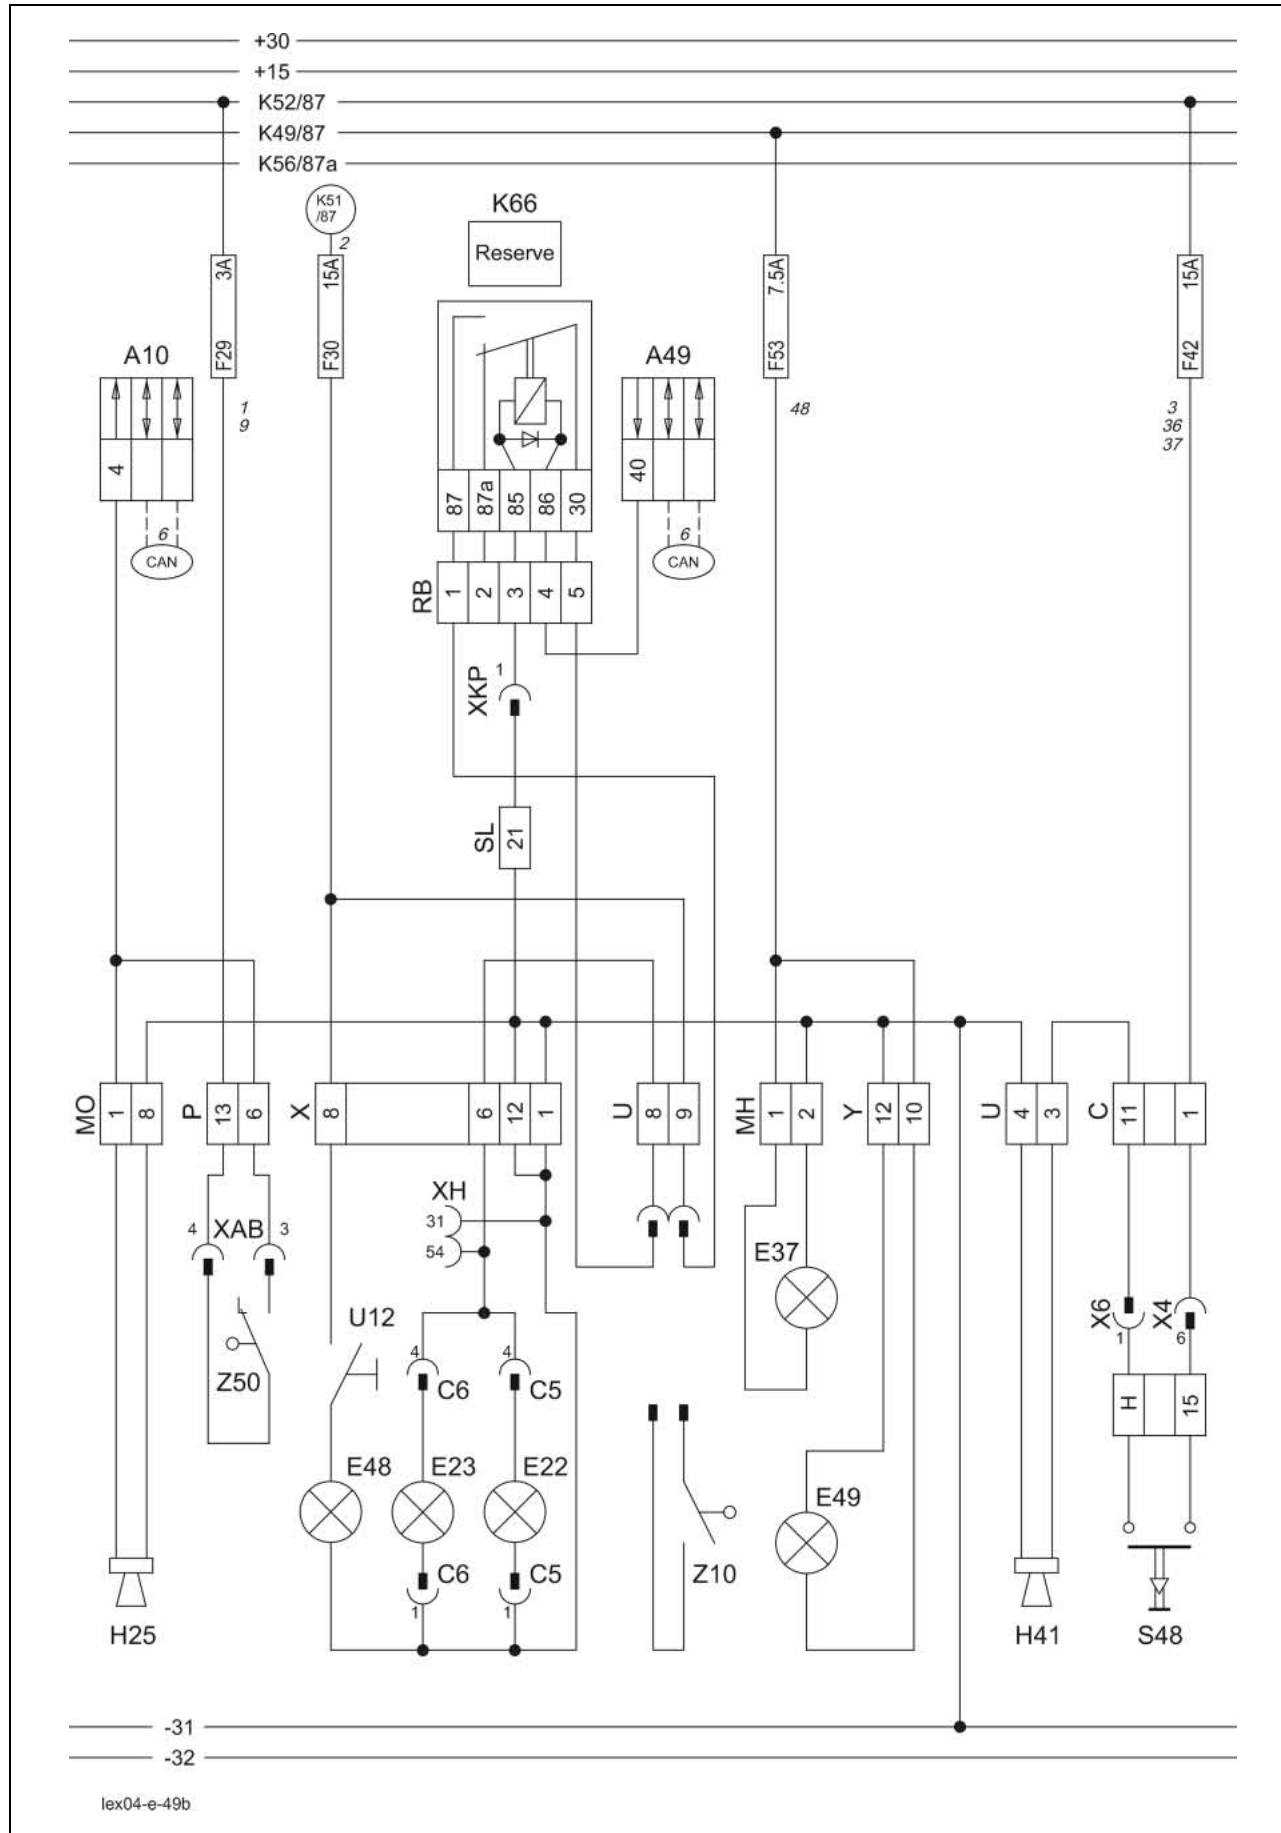 +30
+15
K52/87
K49/87
K56/87a
K51
/87
2
K66
Reserve
3A
F29
15A
F30
7.5A
F53
15A
F42
A10
A49
1
9
48
3
36
37
4
40
87
87a
85
86
30
6
CAN
6
CAN
RB
1
2
3
4
5
XKP
1
SL
21
MO
1
8
P
13
6
X
8
6
12
1
U
8
9
MH
1
2
Y
12
10
U
4
3
C
11
1
4
XAB
3
XH
31
54
E37
U12
X6
1
X4
6
Z50
4
C6
4
C5
H
15
E48
E23
E22
E49
C6
1
C5
1
Z10
H25
H41
S48
-31
-32
lex04-e-49b